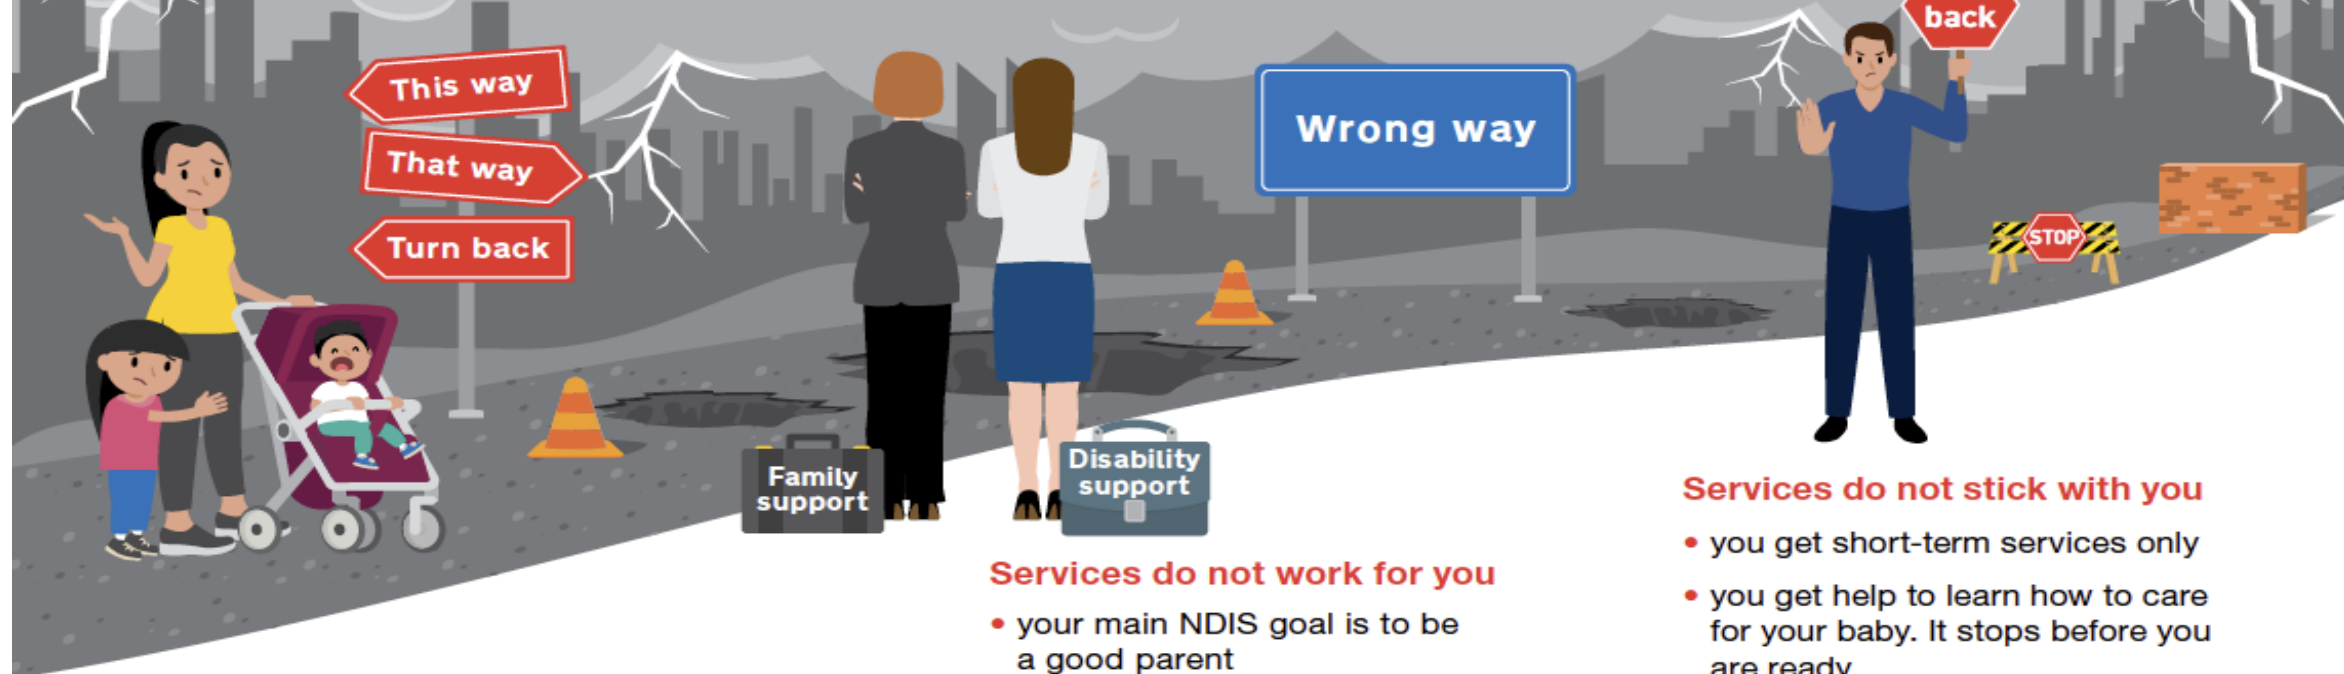 back
This way
That way
Turn back
Wrong way
STOP
Family
support
Disability
support
Services do not work for you
• your main NDIS goal is to be
a good parent
Services do not stick with you
• you get short-term services only
• you get help to learn how to care
for your baby. It stops before you
are ready